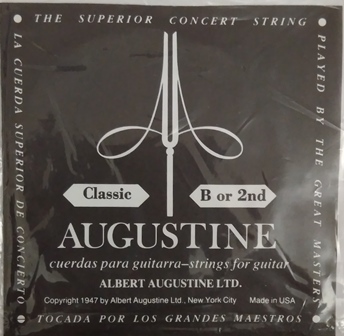 THE SUPERIOR CONCERT STRING
PLAYED BY THE GREAT MASTERS
LA CUERDA SUPERIOR DE CONCIERTO
Classic
B or 2nd
AUGUSTINE
cuerdas para guitarra–strings for guitar
ALBERT AUGUSTINE LTD.
Copyright 1947 by Albert Augustine Ltd., New York City Made in USA
TOCADA POR LOS GRANDES MAESTROS